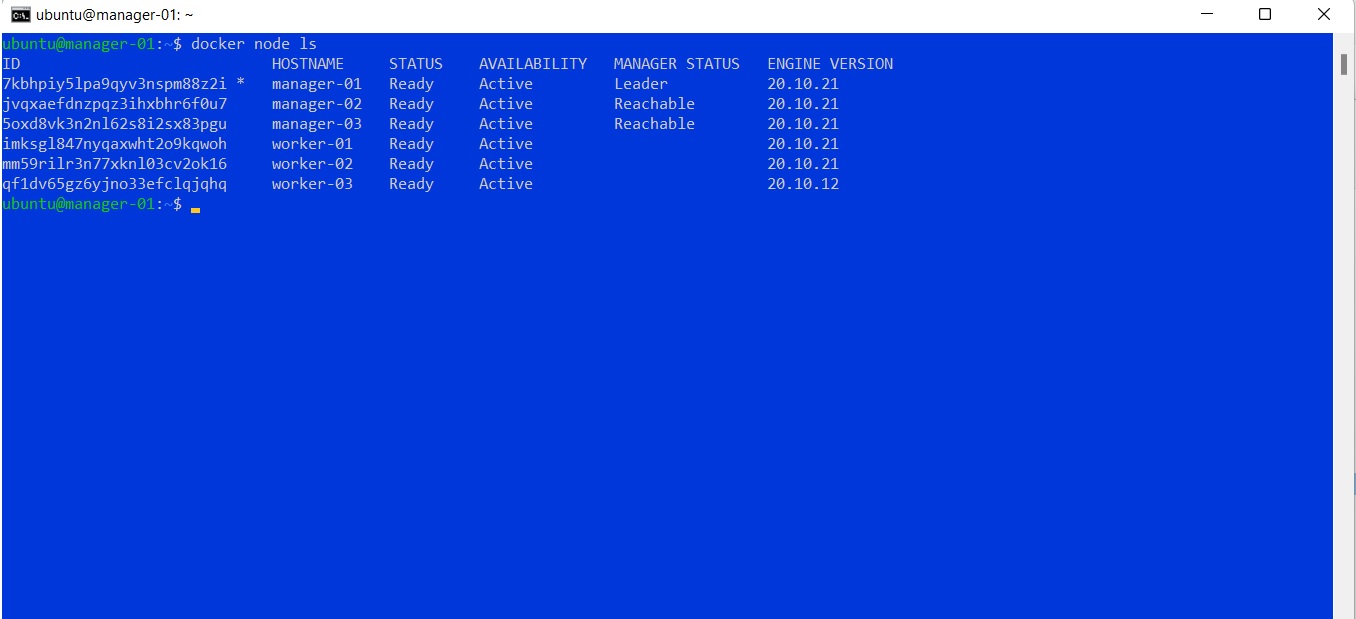 ubuntu@manager-01: ~
ubuntu@manager-01:~$ docker node ls
ID                            HOSTNAME     STATUS    AVAILABILITY   MANAGER STATUS   ENGINE VERSION
7kbhpiy5lpa9qyv3nspm88z2i *   manager-01   Ready     Active         Leader           20.10.21
jvqxaefdnzpqz3ihxbhr6f0u7     manager-02   Ready     Active         Reachable        20.10.21
5oxd8vk3n2nl62s8i2sx83pgu     manager-03   Ready     Active         Reachable        20.10.21
imksgl847nyqaxwht2o9kqwoh     worker-01    Ready     Active                          20.10.21
mm59rilr3n77xknl03cv2ok16     worker-02    Ready     Active                          20.10.21
qf1dv65gz6yjno33efclqjqhq     worker-03    Ready     Active                          20.10.12
ubuntu@manager-01:~$